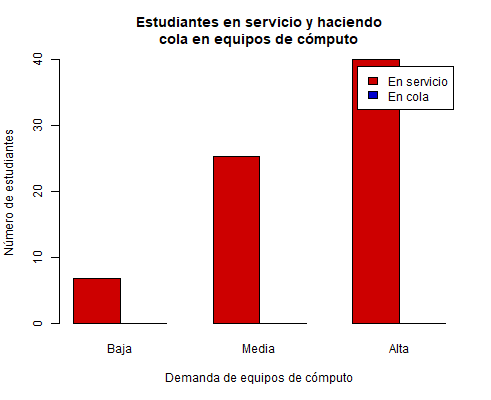 Estudiantes en servicio y haciendo
cola en equipos de cómputo
En servicio
En cola
Número de estudiantes
40
30
20
10
0
Baja
Media
Alta
Demanda de equipos de cómputo